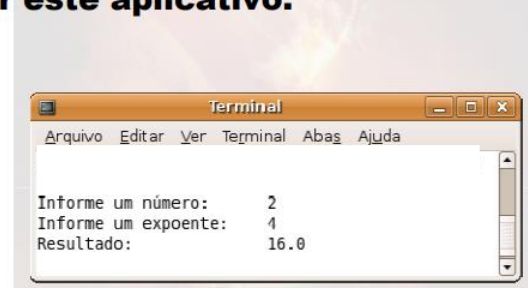 r este aplicativo.
Terminal
Arquivo Editar Ver Terminal Abas Ajuda
Informe um número: 2
Informe um expoente: 4
Resultado: 16.0